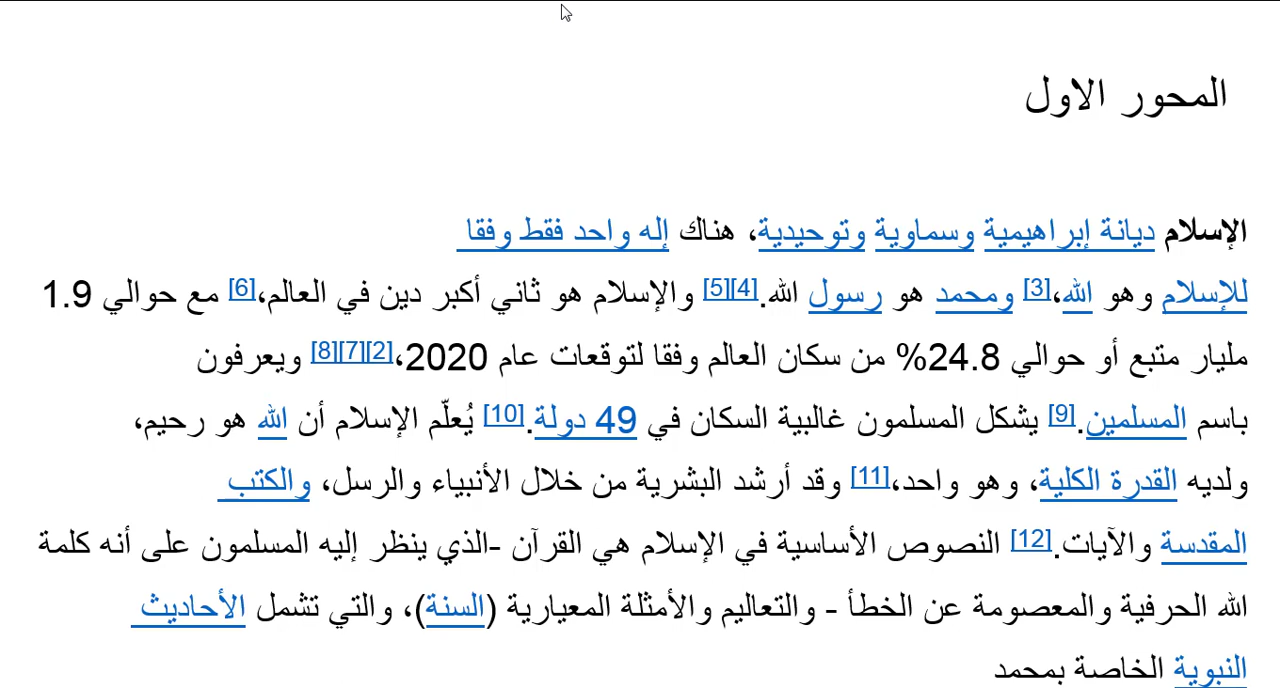 المحور الاول
الإسلام ديانة إبراهيمية وسماوية وتوحيدية، هناك إله واحد فقط وفقا
للإسلام وهو الله،[3] ومحمد هو رسول الله.[4][5] والإسلام هو ثاني أكبر دين في العالم،[6] مع حوالي 1.9
مليار متبع أو حوالي 24.8% من سكان العالم وفقا لتوقعات عام 2020،[2][7][8] ويعرفون
باسم المسلمين.[9] يشكل المسلمون غالبية السكان في 49 دولة.[10] يُعلّم الإسلام أن الله هو رحيم،
ولديه القدرة الكلية، وهو واحد،[11] وقد أرشد البشرية من خلال الأنبياء والرسل، والكتب
المقدسة والآيات.[12] النصوص الأساسية في الإسلام هي القرآن -الذي ينظر إليه المسلمون على أنه كلمة
الله الحرفية والمعصومة عن الخطأ - والتعاليم والأمثلة المعيارية (السنة)، والتي تشمل الأحاديث
النبوية الخاصة بمحمد